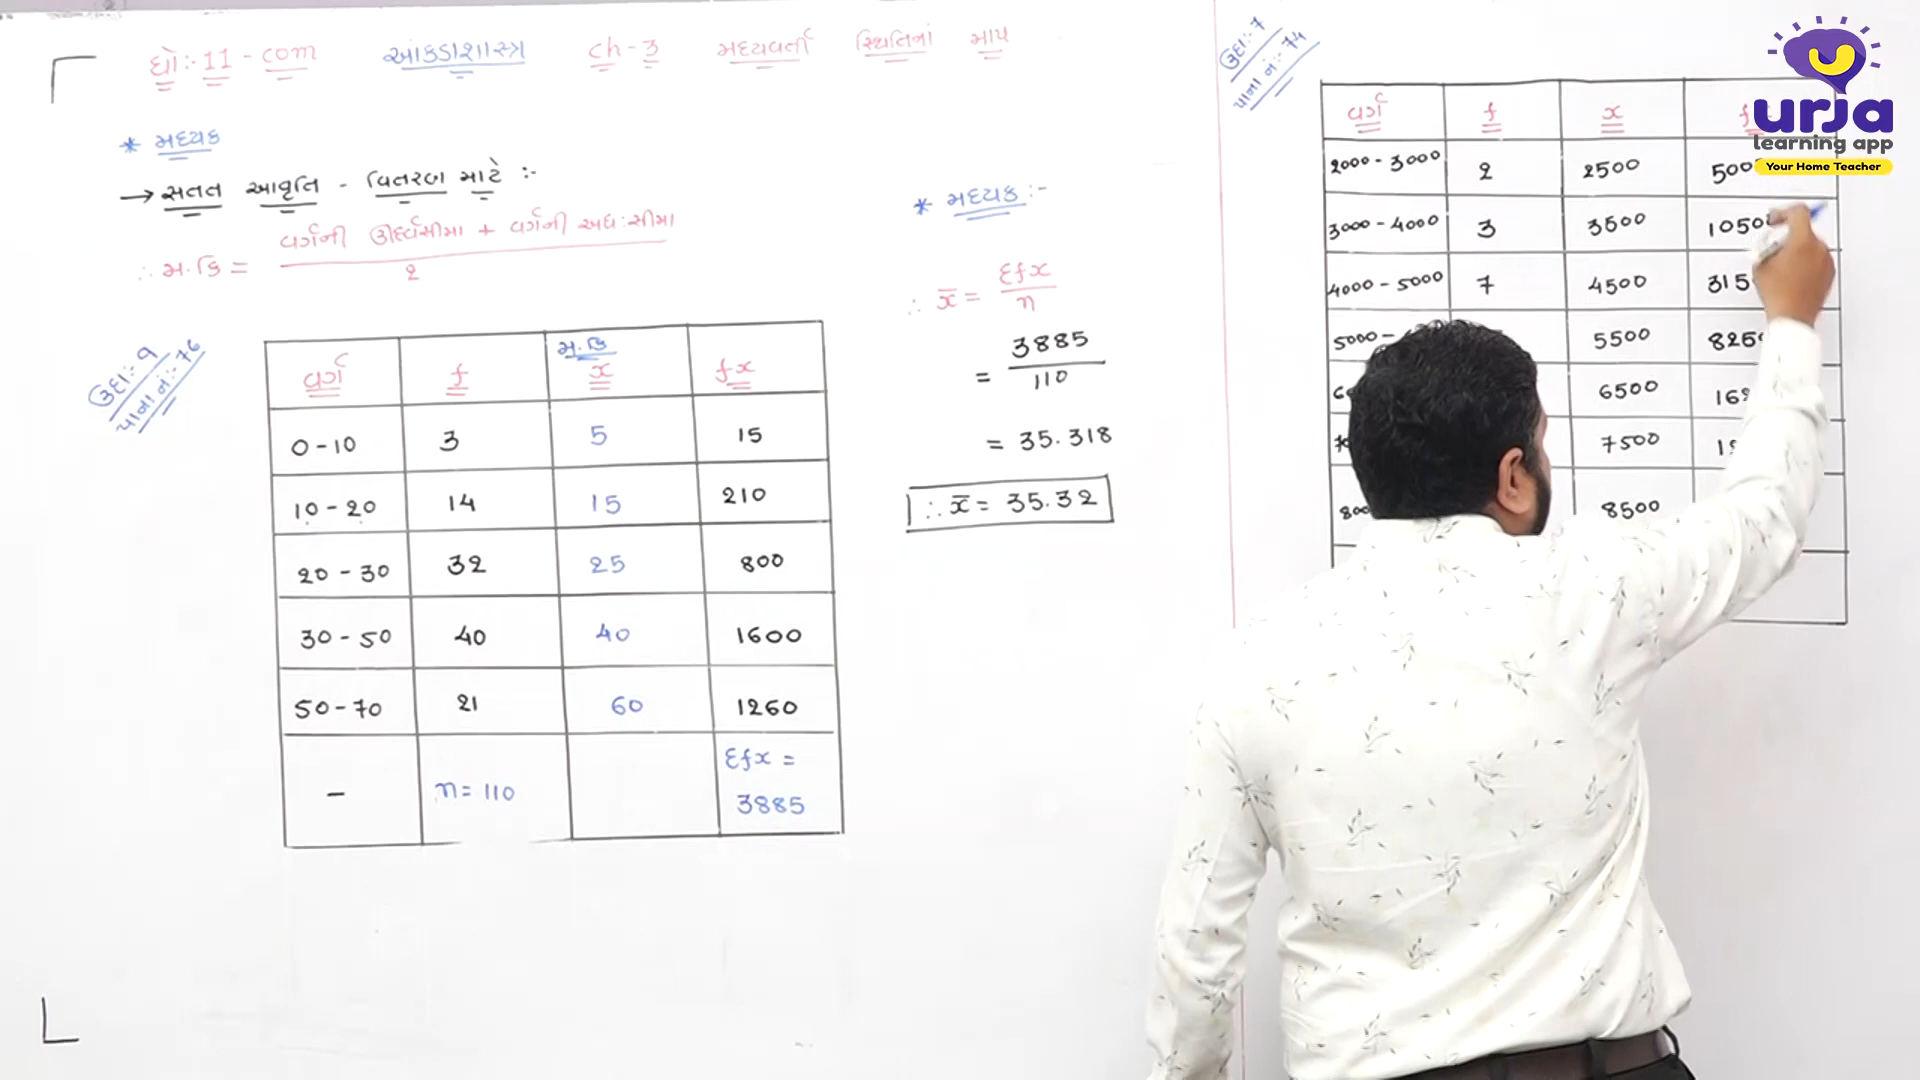 ધો:- 11 - com આંકડાશાસ્ત્ર ch-3 મધ્યવર્તી સ્થિતિનાં માપ
* મધ્યક
→ સતત આવૃત્તિ - વિતરણ માટે :-
∴ મ.કિં = વર્ગની ઊર્ધ્વસીમા + વર્ગની અધ:સીમા
2
ઉદા:- 9
પાના નં:- 76
વર્ગ f મ.કિં x fx
0-10 3 5 15
10-20 14 15 210
20-30 32 25 800
30-50 40 40 1600
50-70 21 60 1260
- n=110 Σfx =
3885
* મધ્યક :-
∴ x̄ = Σfx
n
= 3885
110
= 35.318
∴ x̄ = 35.32
ઉદા:- 7
પાના નં:- 74
વર્ગ f x
2000-3000 2 2500
3000-4000 3 3500
4000-5000 7 4500
5000- 5500
6500
7500
8500
urja
learning app
Your Home Teacher